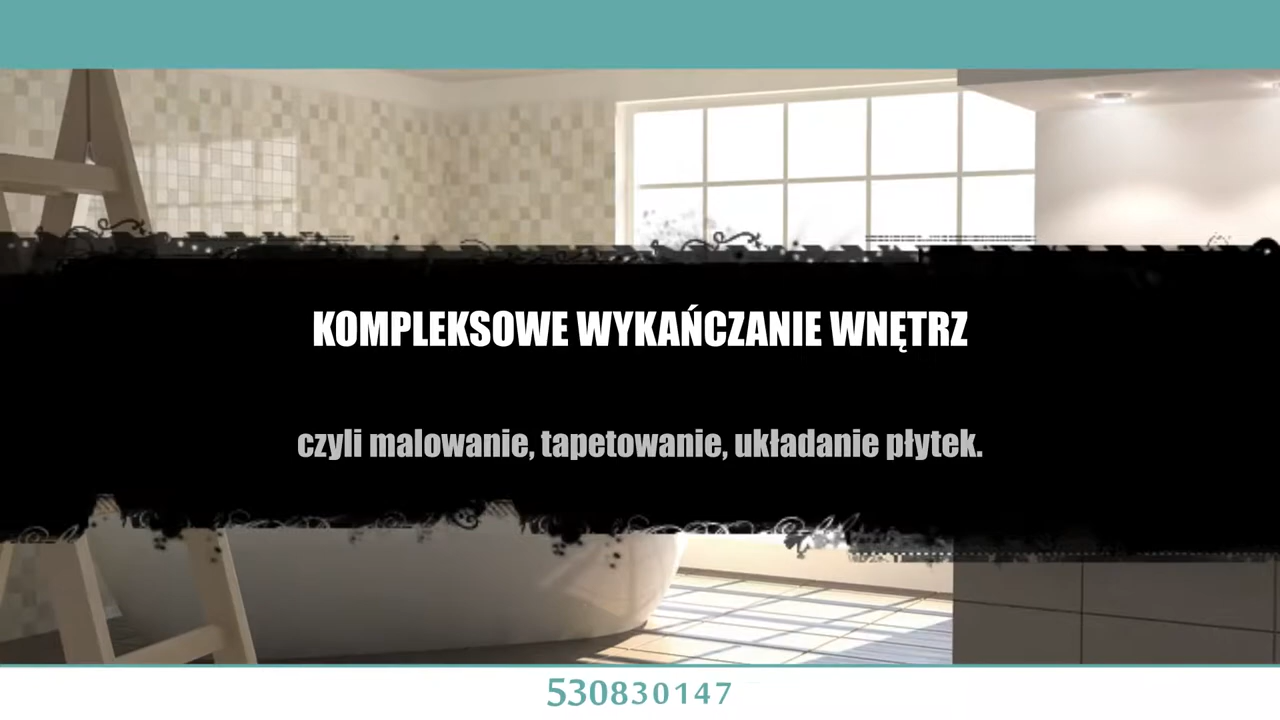 KOMPLEKSOWE WYKAŃCZANIE WNĘTRZ
czyli malowanie, tapetowanie, układanie płytek.
530830147